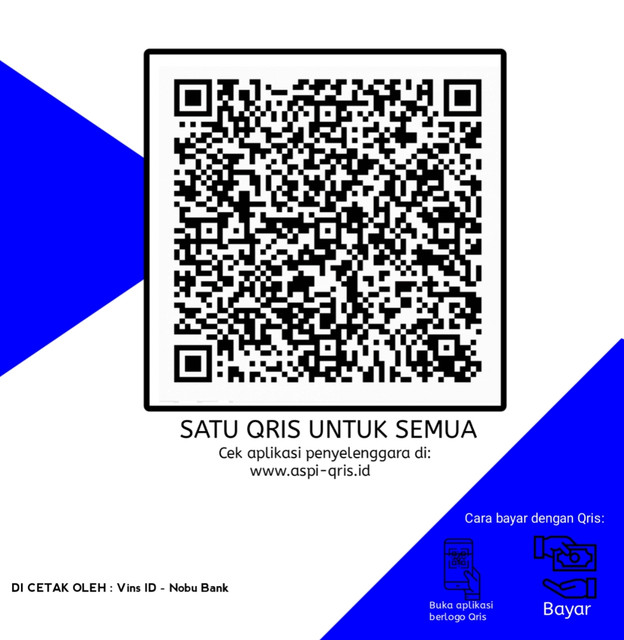 SATU QRIS UNTUK SEMUA
Cek aplikasi penyelenggara di:
www.aspi-qris.id
Cara bayar dengan Qris:
Buka aplikasi
berlogo Qris
Bayar
DI CETAK OLEH : Vins ID - Nobu Bank